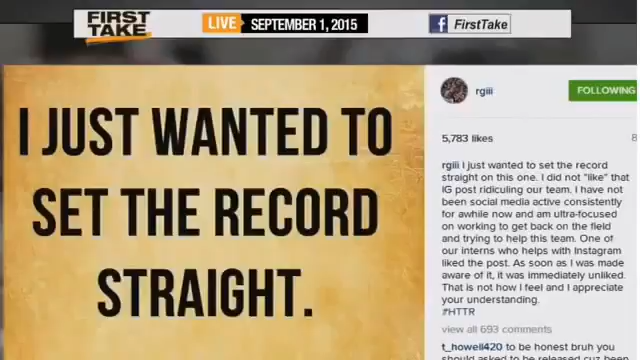 FIRST
TAKE
LIVE SEPTEMBER 1, 2015
f FirstTake
I JUST WANTED TO
SET THE RECORD
STRAIGHT.
rgiii
FOLLOWING
5,783 likes
rgiii I just wanted to set the record
straight on this one. I did not "like" that
IG post ridiculing our team. I have not
been social media active consistently
for awhile now and am ultra-focused
on working to get back on the field
and trying to help this team. One of
our interns who helps with Instagram
liked the post. As soon as I was made
aware of it, it was immediately unliked.
That is not how I feel and I appreciate
your understanding.
#HTTR
view all 693 comments
t_howell420 to be honest bruh you
should asked to be released cuz been